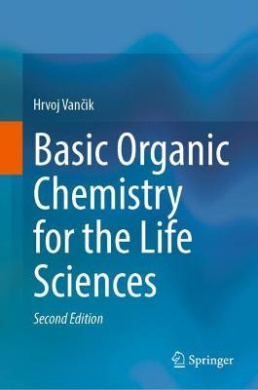 Hrvoj Vančik
Basic Organic
Chemistry
for the Life
Sciences
Second Edition
Springer